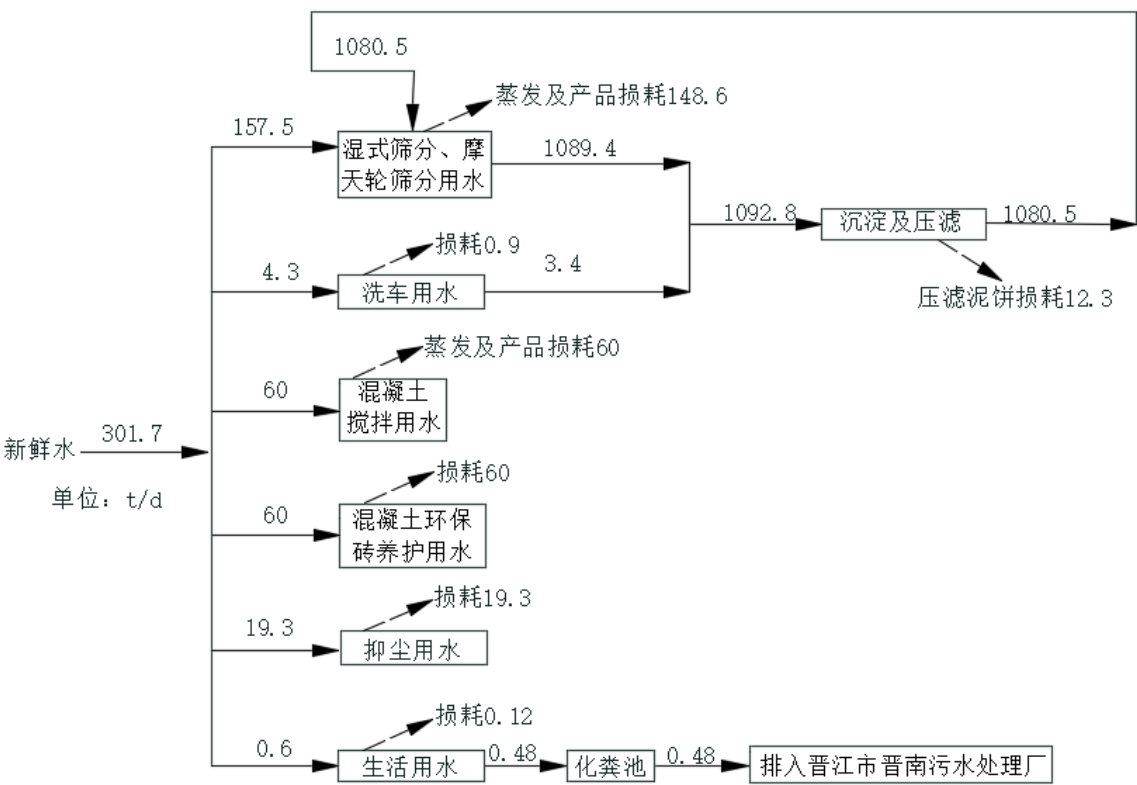 1080.5
蒸发及产品损耗148.6
157.5
湿式筛分、摩
天轮筛分用水
1089.4
1092.8
沉淀及压滤
1080.5
压滤泥饼损耗12.3
损耗0.9
4.3
洗车用水
3.4
蒸发及产品损耗60
60
混凝土
搅拌用水
新鲜水
301.7
单位：t/d
损耗60
60
混凝土环保
砖养护用水
损耗19.3
19.3
抑尘用水
损耗0.12
0.6
生活用水
0.48
化粪池
0.48
排入晋江市晋南污水处理厂